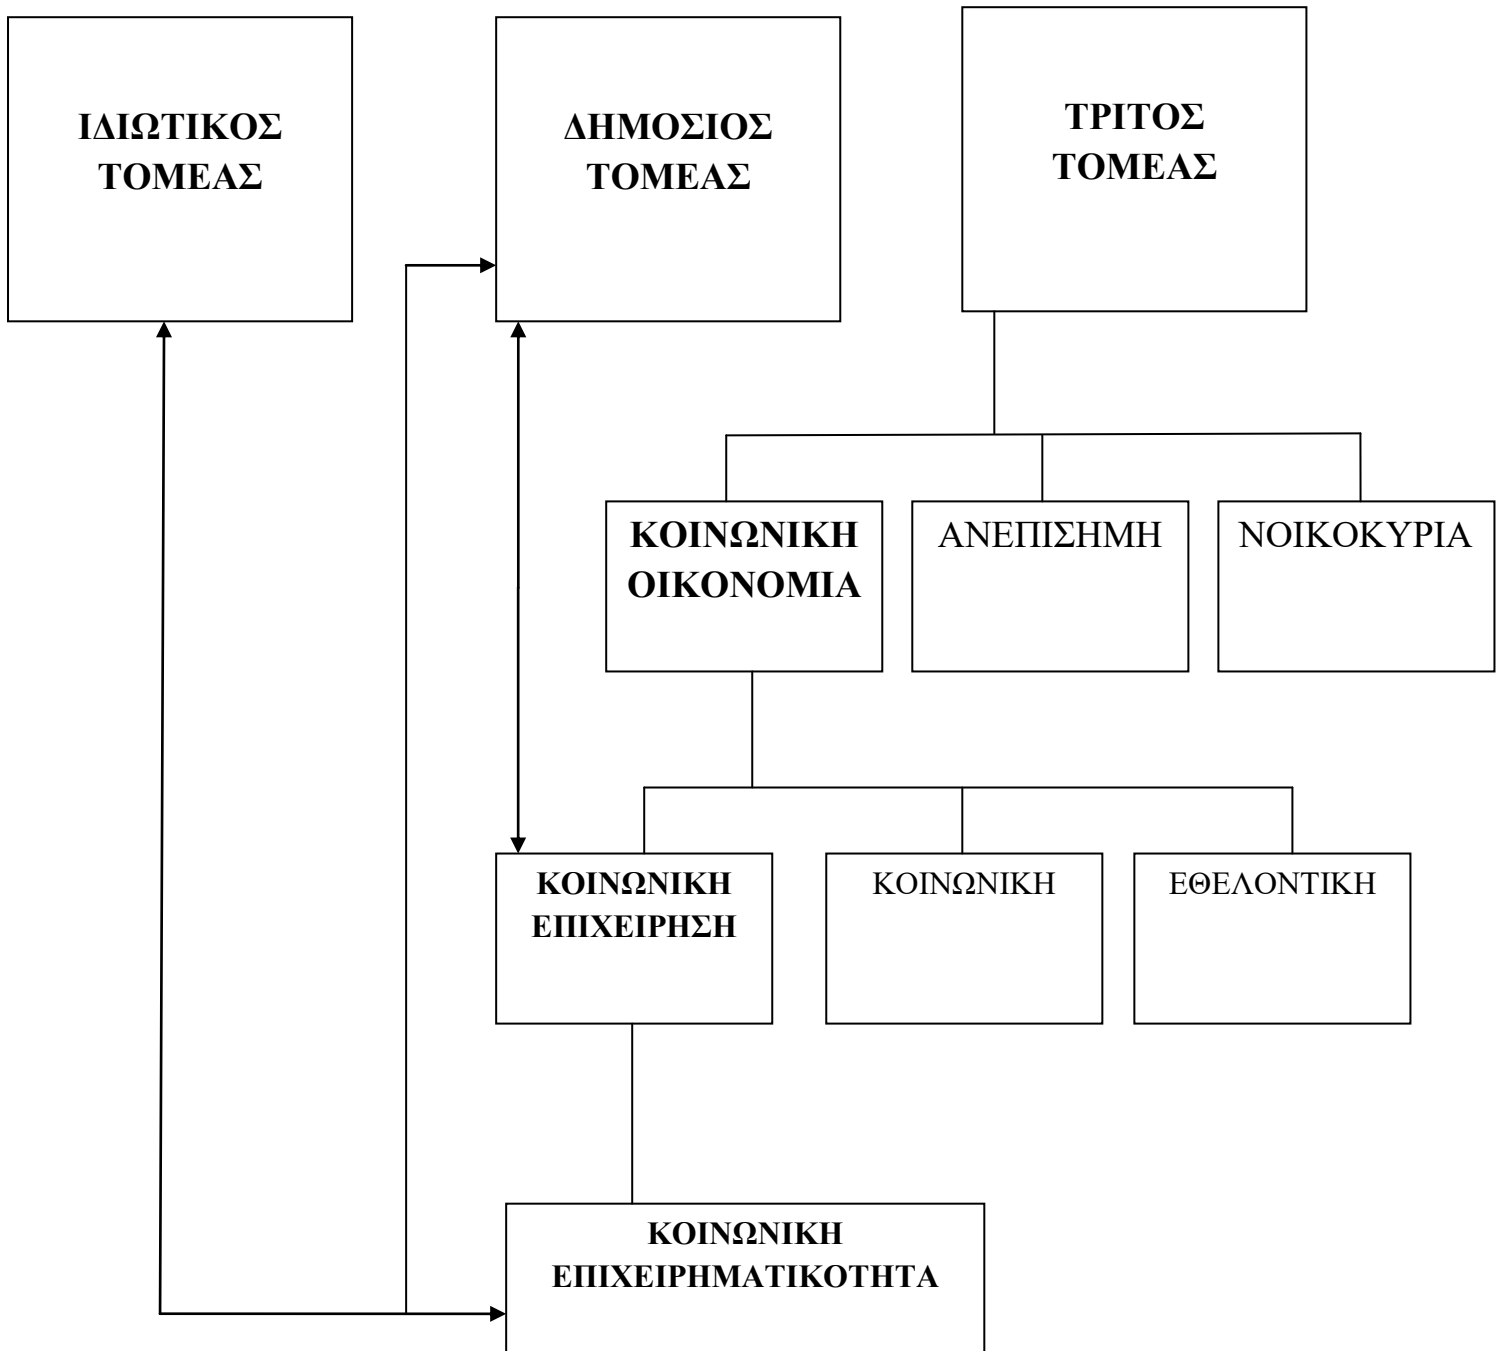 ΙΔΙΩΤΙΚΟΣ
ΤΟΜΕΑΣ
ΔΗΜΟΣΙΟΣ
ΤΟΜΕΑΣ
ΤΡΙΤΟΣ
ΤΟΜΕΑΣ
ΚΟΙΝΩΝΙΚΗ
ΟΙΚΟΝΟΜΙΑ
ΑΝΕΠΙΣΗΜΗ
ΝΟΙΚΟΚΥΡΙΑ
ΚΟΙΝΩΝΙΚΗ
ΕΠΙΧΕΙΡΗΣΗ
ΚΟΙΝΩΝΙΚΗ
ΕΘΕΛΟΝΤΙΚΗ
ΚΟΙΝΩΝΙΚΗ
ΕΠΙΧΕΙΡΗΜΑΤΙΚΟΤΗΤΑ